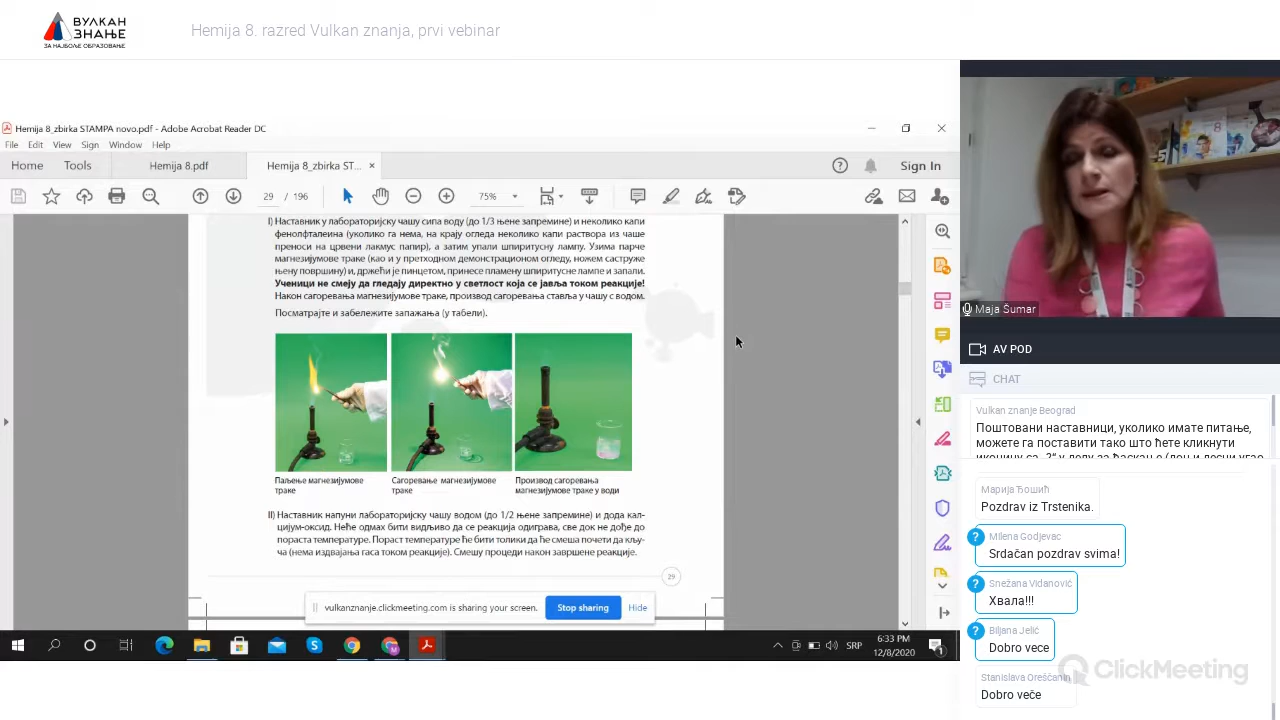 ВУЛКАН
ЗНАЊЕ
ЗА НАЈБОЉЕ ОБРАЗОВАЊЕ
Hemija 8. razred Vulkan znanja, prvi vebinar
Hemija 8_zbirka STAMPA novo.pdf - Adobe Acrobat Reader DC
File Edit View Sign Window Help
Home Tools Hemija 8.pdf Hemija 8_zbirka ST... × Sign In
29 / 196 75%
I) Наставник у лабораторијску чашу сипа воду (до 1/3 њене запремине) и неколико капи
фенолфталеина (уколико га нема, на крају огледа неколико капи раствора из чаше
преноси на црвени лакмус папир), а затим упали шпиритусну лампу. Узима парче
магнезијумове траке (као и у претходном демонстрационом огледу, ножем саструже
њену површину) и, држећи је пинцетом, принесе пламену шпиритусне лампе и запали.
Ученици не смеју да гледају директно у светлост која се јавља током реакције!
Након сагоревања магнезијумове траке, производ сагоревања ставља у чашу с водом.
Посматрајте и забележите запажања (у табели).
Паљење магнезијумове
траке
Сагоревање магнезијумове
траке
Производ сагоревања
магнезијумове траке у води
II) Наставник напуни лабораторијску чашу водом (до 1/2 њене запремине) и дода кал-
цијум-оксид. Неће одмах бити видљиво да се реакција одиграва, све док не дође до
пораста температуре. Пораст температуре ће бити толики да ће смеша почети да кљу-
ча (нема издвајања гаса током реакције). Смешу процеди након завршене реакције.
29
vulkanznanje.clickmeeting.com is sharing your screen. Stop sharing Hide
SRP
6:33 PM
12/8/2020
1
8
Maja Šumar
AV POD
CHAT
Vulkan znanje Beograd
Поштовани наставници, уколико имате питање,
можете га поставити тако што ћете кликнути
Марија Ђошић
Pozdrav iz Trstenika.
? Milena Godjevac
Srdačan pozdrav svima!
? Snežana Vidanović
Хвала!!!
? Biljana Jelić
Dobro vece
Stanislava Oreščanin
Dobro veče
ClickMeeting